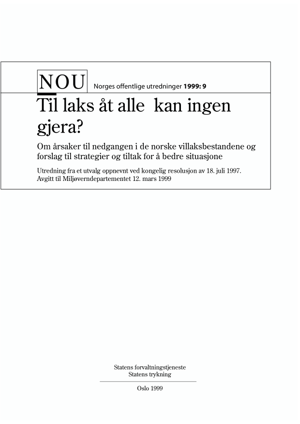 NOU Norges offentlige utredninger 1999: 9
Til laks åt alle kan ingen
gjera?
Om årsaker til nedgangen i de norske villaksbestandene og
forslag til strategier og tiltak for å bedre situasjone
Utredning fra et utvalg oppnevnt ved kongelig resolusjon av 18. juli 1997.
Avgitt til Miljøverndepartementet 12. mars 1999
Statens forvaltningstjeneste
Statens trykning
Oslo 1999